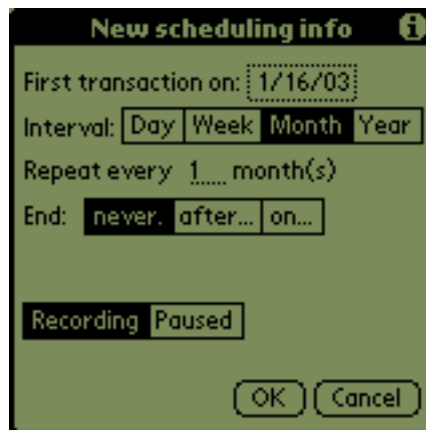 New scheduling info i
First transaction on: 1/16/03
Interval: Day Week Month Year
Repeat every 1 month(s)
End: never. after... on...
Recording Paused
OK Cancel